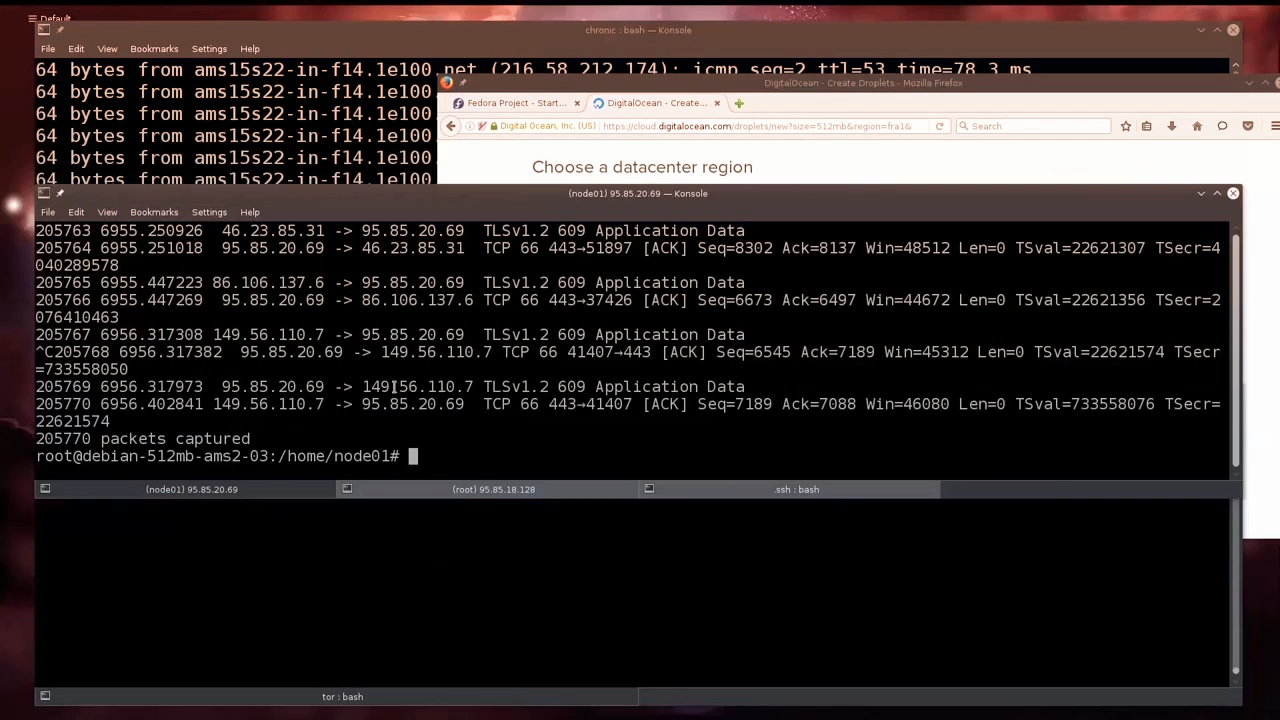 Default
chronic : bash — Konsole
File Edit View Bookmarks Settings Help
64 bytes from ams15s22-in-f14.1e100.net (216.58.212.174): icmp_seq=2 ttl=53 time=78.3 ms
64 bytes from ams15s22-in-f14.1e100
64 bytes from ams15s22-in-f14.1e100
64 bytes from ams15s22-in-f14.1e100
64 bytes from ams15s22-in-f14.1e100.
64 bytes from ams15s22-in-f14.1e100
DigitalOcean - Create Droplets - Mozilla Firefox
Fedora Project - Start... DigitalOcean - Create...
Digital Ocean, Inc. (US) https://cloud.digitalocean.com/droplets/new?size=512mb&region=fra1& Search
Choose a datacenter region
(node01) 95.85.20.69 — Konsole
File Edit View Bookmarks Settings Help
205763 6955.250926 46.23.85.31 -> 95.85.20.69 TLSv1.2 609 Application Data
205764 6955.251018 95.85.20.69 -> 46.23.85.31 TCP 66 443→51897 [ACK] Seq=8302 Ack=8137 Win=48512 Len=0 TSval=22621307 TSecr=4
040289578
205765 6955.447223 86.106.137.6 -> 95.85.20.69 TLSv1.2 609 Application Data
205766 6955.447269 95.85.20.69 -> 86.106.137.6 TCP 66 443→37426 [ACK] Seq=6673 Ack=6497 Win=44672 Len=0 TSval=22621356 TSecr=2
076410463
205767 6956.317308 149.56.110.7 -> 95.85.20.69 TLSv1.2 609 Application Data
^C205768 6956.317382 95.85.20.69 -> 149.56.110.7 TCP 66 41407→443 [ACK] Seq=6545 Ack=7189 Win=45312 Len=0 TSval=22621574 TSecr
=733558050
205769 6956.317973 95.85.20.69 -> 149.56.110.7 TLSv1.2 609 Application Data
205770 6956.402841 149.56.110.7 -> 95.85.20.69 TCP 66 443→41407 [ACK] Seq=7189 Ack=7088 Win=46080 Len=0 TSval=733558076 TSecr=
22621574
205770 packets captured
root@debian-512mb-ams2-03:/home/node01#
(node01) 95.85.20.69 (root) 95.85.18.128 .ssh : bash
tor : bash